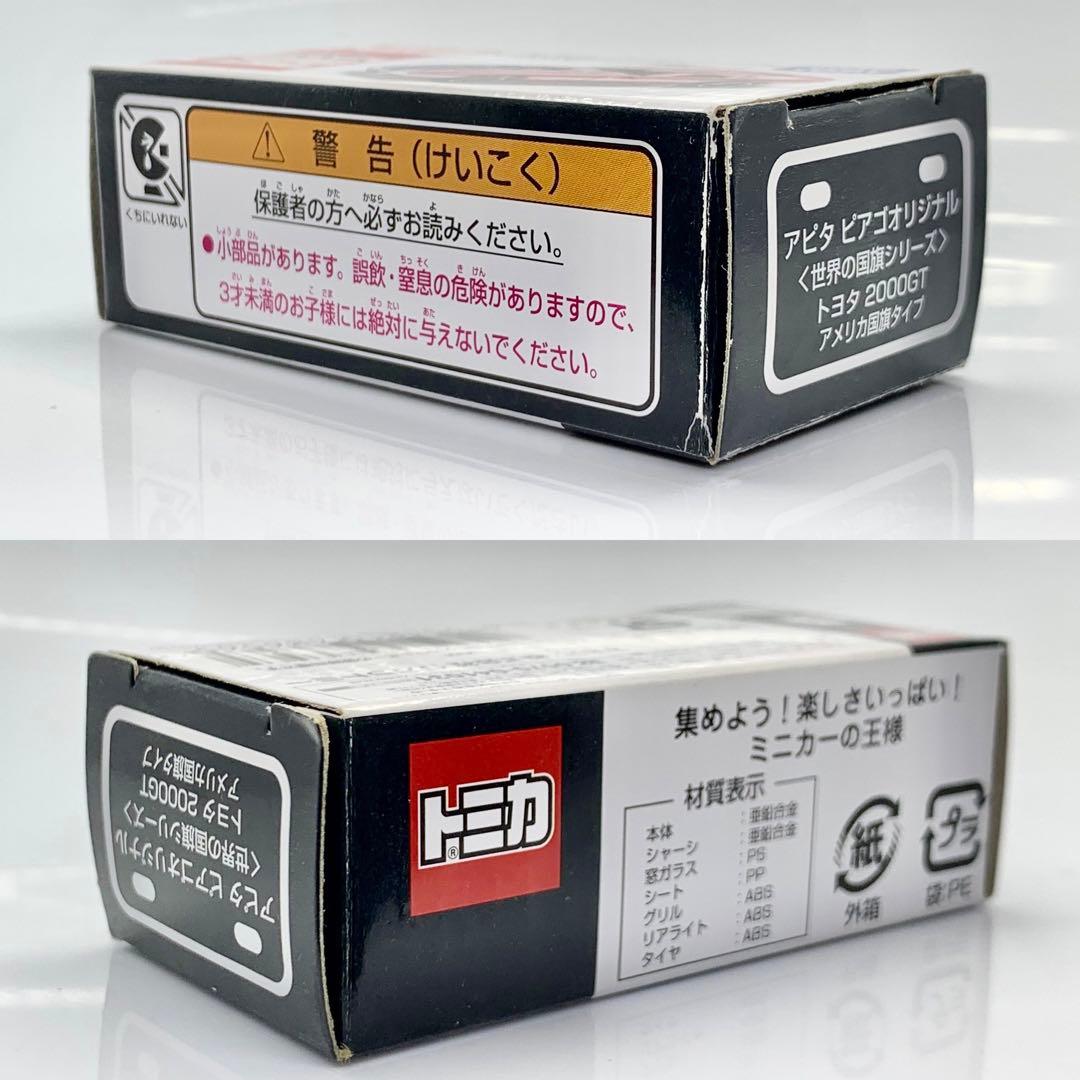 警告（けいこく）
保護者の方へ必ずお読みください。
●小部品があります。誤飲・窒息の危険がありますので、
3才未満のお子様には絶対に与えないでください。
くちにいれない
アピタ ピアゴオリジナル
〈世界の国旗シリーズ〉
トヨタ 2000GT
アメリカ国旗タイプ
アピタ ピアゴオリジナル
〈世界の国旗シリーズ〉
トヨタ 2000GT
アメリカ国旗タイプ
トミカ®
集めよう！楽しさいっぱい！
ミニカーの王様
材質表示
本体 : 亜鉛合金
シャーシ : 亜鉛合金
窓ガラス : PS
シート : PP
グリル : ABS
リアライト : ABS
タイヤ : ABS
紙
外箱
プラ
袋:PE